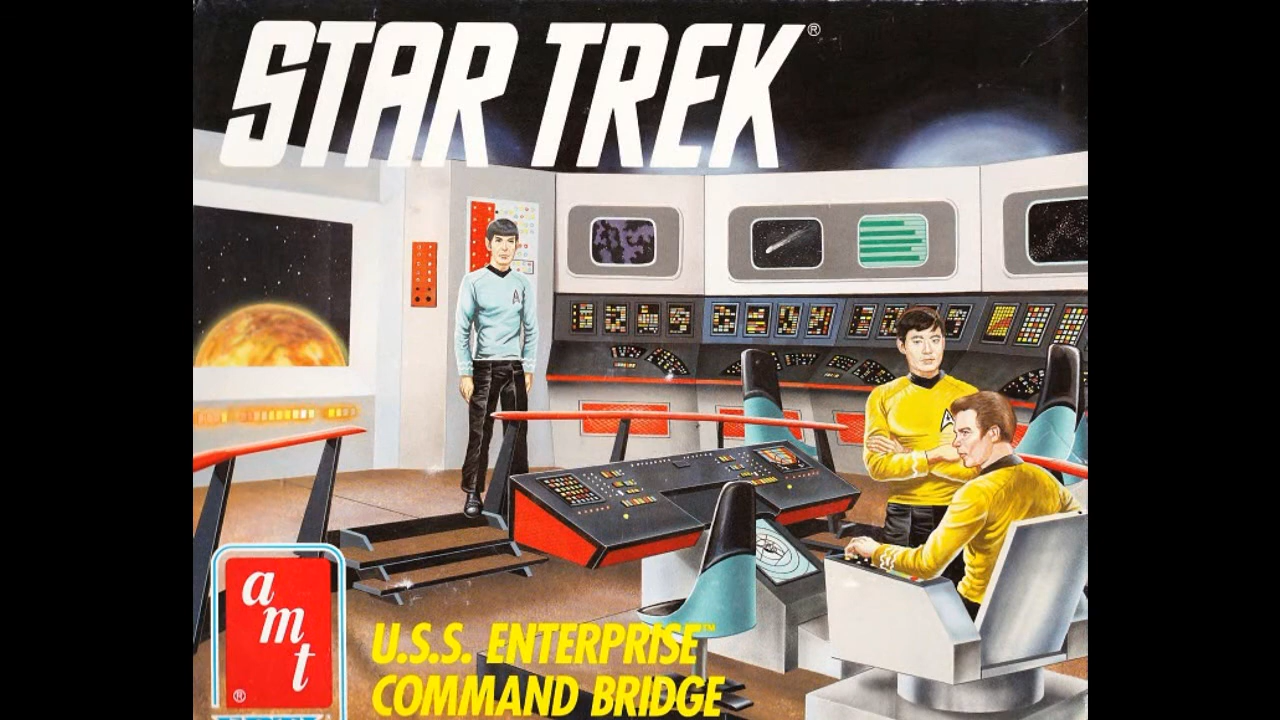 STAR TREK®
amt
®
U.S.S. ENTERPRISE™
COMMAND BRIDGE